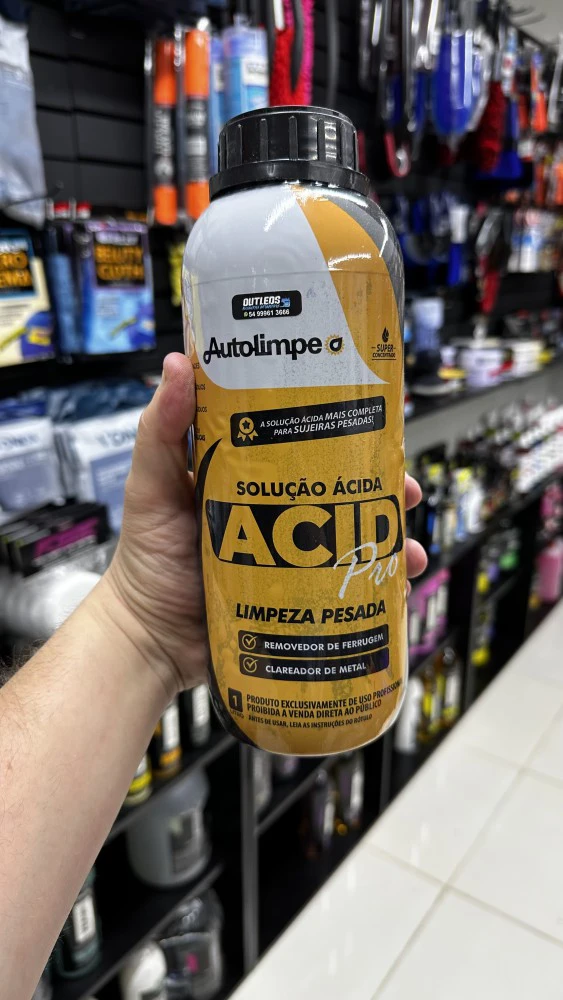 OUTLEDS
54 99961 3666
Autolimpe
SUPER
CONCENTRADO
A SOLUÇÃO ÁCIDA MAIS COMPLETA
PARA SUJEIRAS PESADAS!
SOLUÇÃO ÁCIDA
ACID
Pro
LIMPEZA PESADA
REMOVEDOR DE FERRUGEM
CLAREADOR DE METAL
1
PRODUTO EXCLUSIVAMENTE DE USO PROFISSIONAL
PROIBIDA A VENDA DIRETA AO PÚBLICO
ANTES DE USAR, LEIA AS INSTRUÇÕES DO RÓTULO
BEAUTY
CLOTH